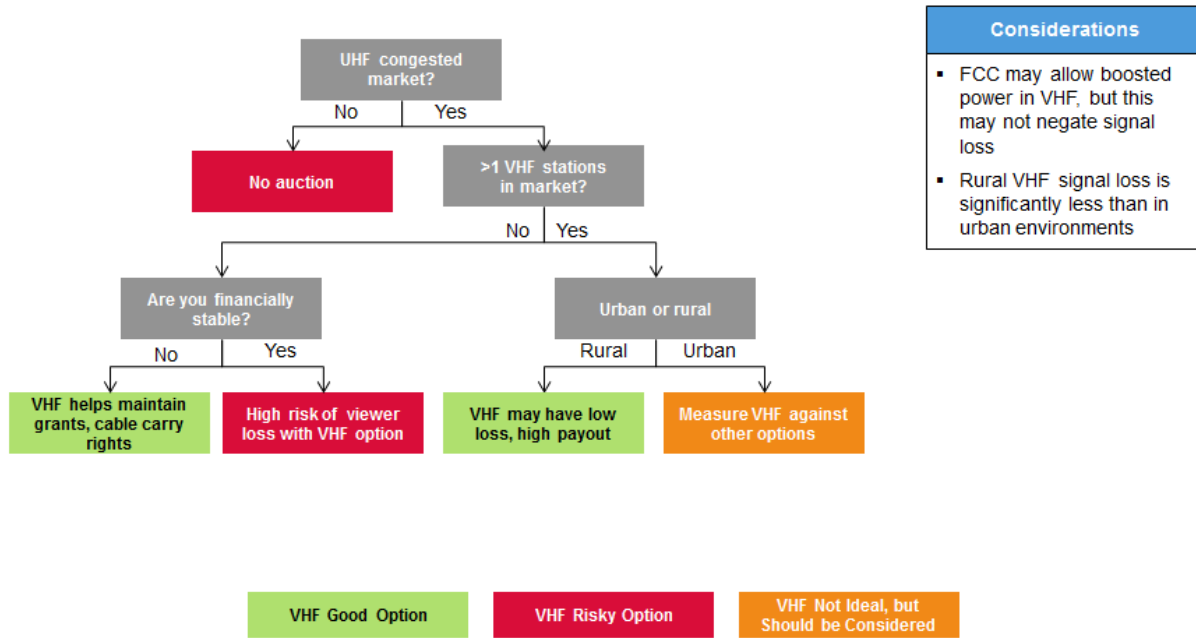 UHF congested
market?
No
Yes
No auction
>1 VHF stations
in market?
No
Yes
Are you financially
stable?
Urban or rural
No
Yes
Rural
Urban
VHF helps maintain
grants, cable carry
rights
High risk of viewer
loss with VHF option
VHF may have low
loss, high payout
Measure VHF against
other options
Considerations
▪ FCC may allow boosted
power in VHF, but this
may not negate signal
loss
▪ Rural VHF signal loss is
significantly less than in
urban environments
VHF Good Option
VHF Risky Option
VHF Not Ideal, but
Should be Considered